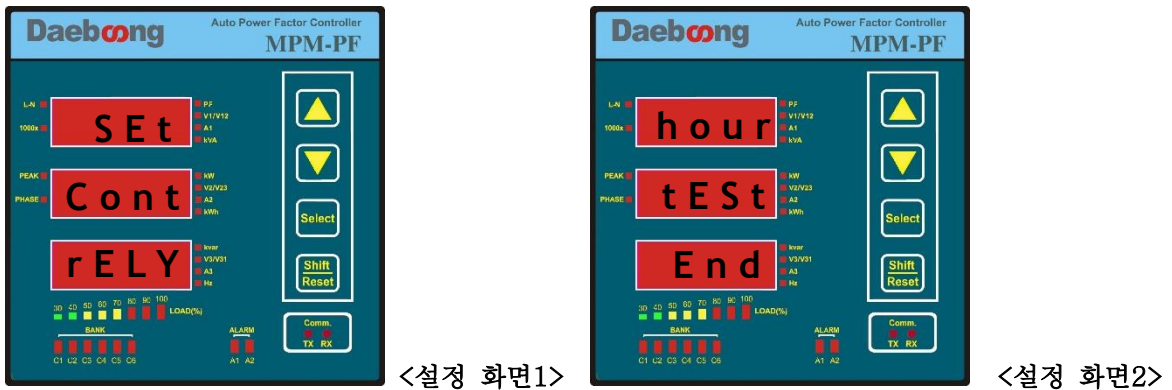 Daeboong
Auto Power Factor Controller
MPM-PF
L-N
1000x
SEt
P.F
V1/V12
A1
kVA
PEAK
PHASE
Cont
kW
V2/V23
A2
kWh
Select
rELY
kvar
V3/V31
A3
Hz
Shift
Reset
30 40 50 60 70 80 90 100 LOAD(%)
BANK
C1 C2 C3 C4 C5 C6
ALARM
A1 A2
Comm.
TX RX
<설정 화면1>
Daeboong
Auto Power Factor Controller
MPM-PF
L-N
1000x
hour
P.F
V1/V12
A1
kVA
PEAK
PHASE
tESt
kW
V2/V23
A2
kWh
Select
End
kvar
V3/V31
A3
Hz
Shift
Reset
30 40 50 60 70 80 90 100 LOAD(%)
BANK
C1 C2 C3 C4 C5 C6
ALARM
A1 A2
Comm.
TX RX
<설정 화면2>